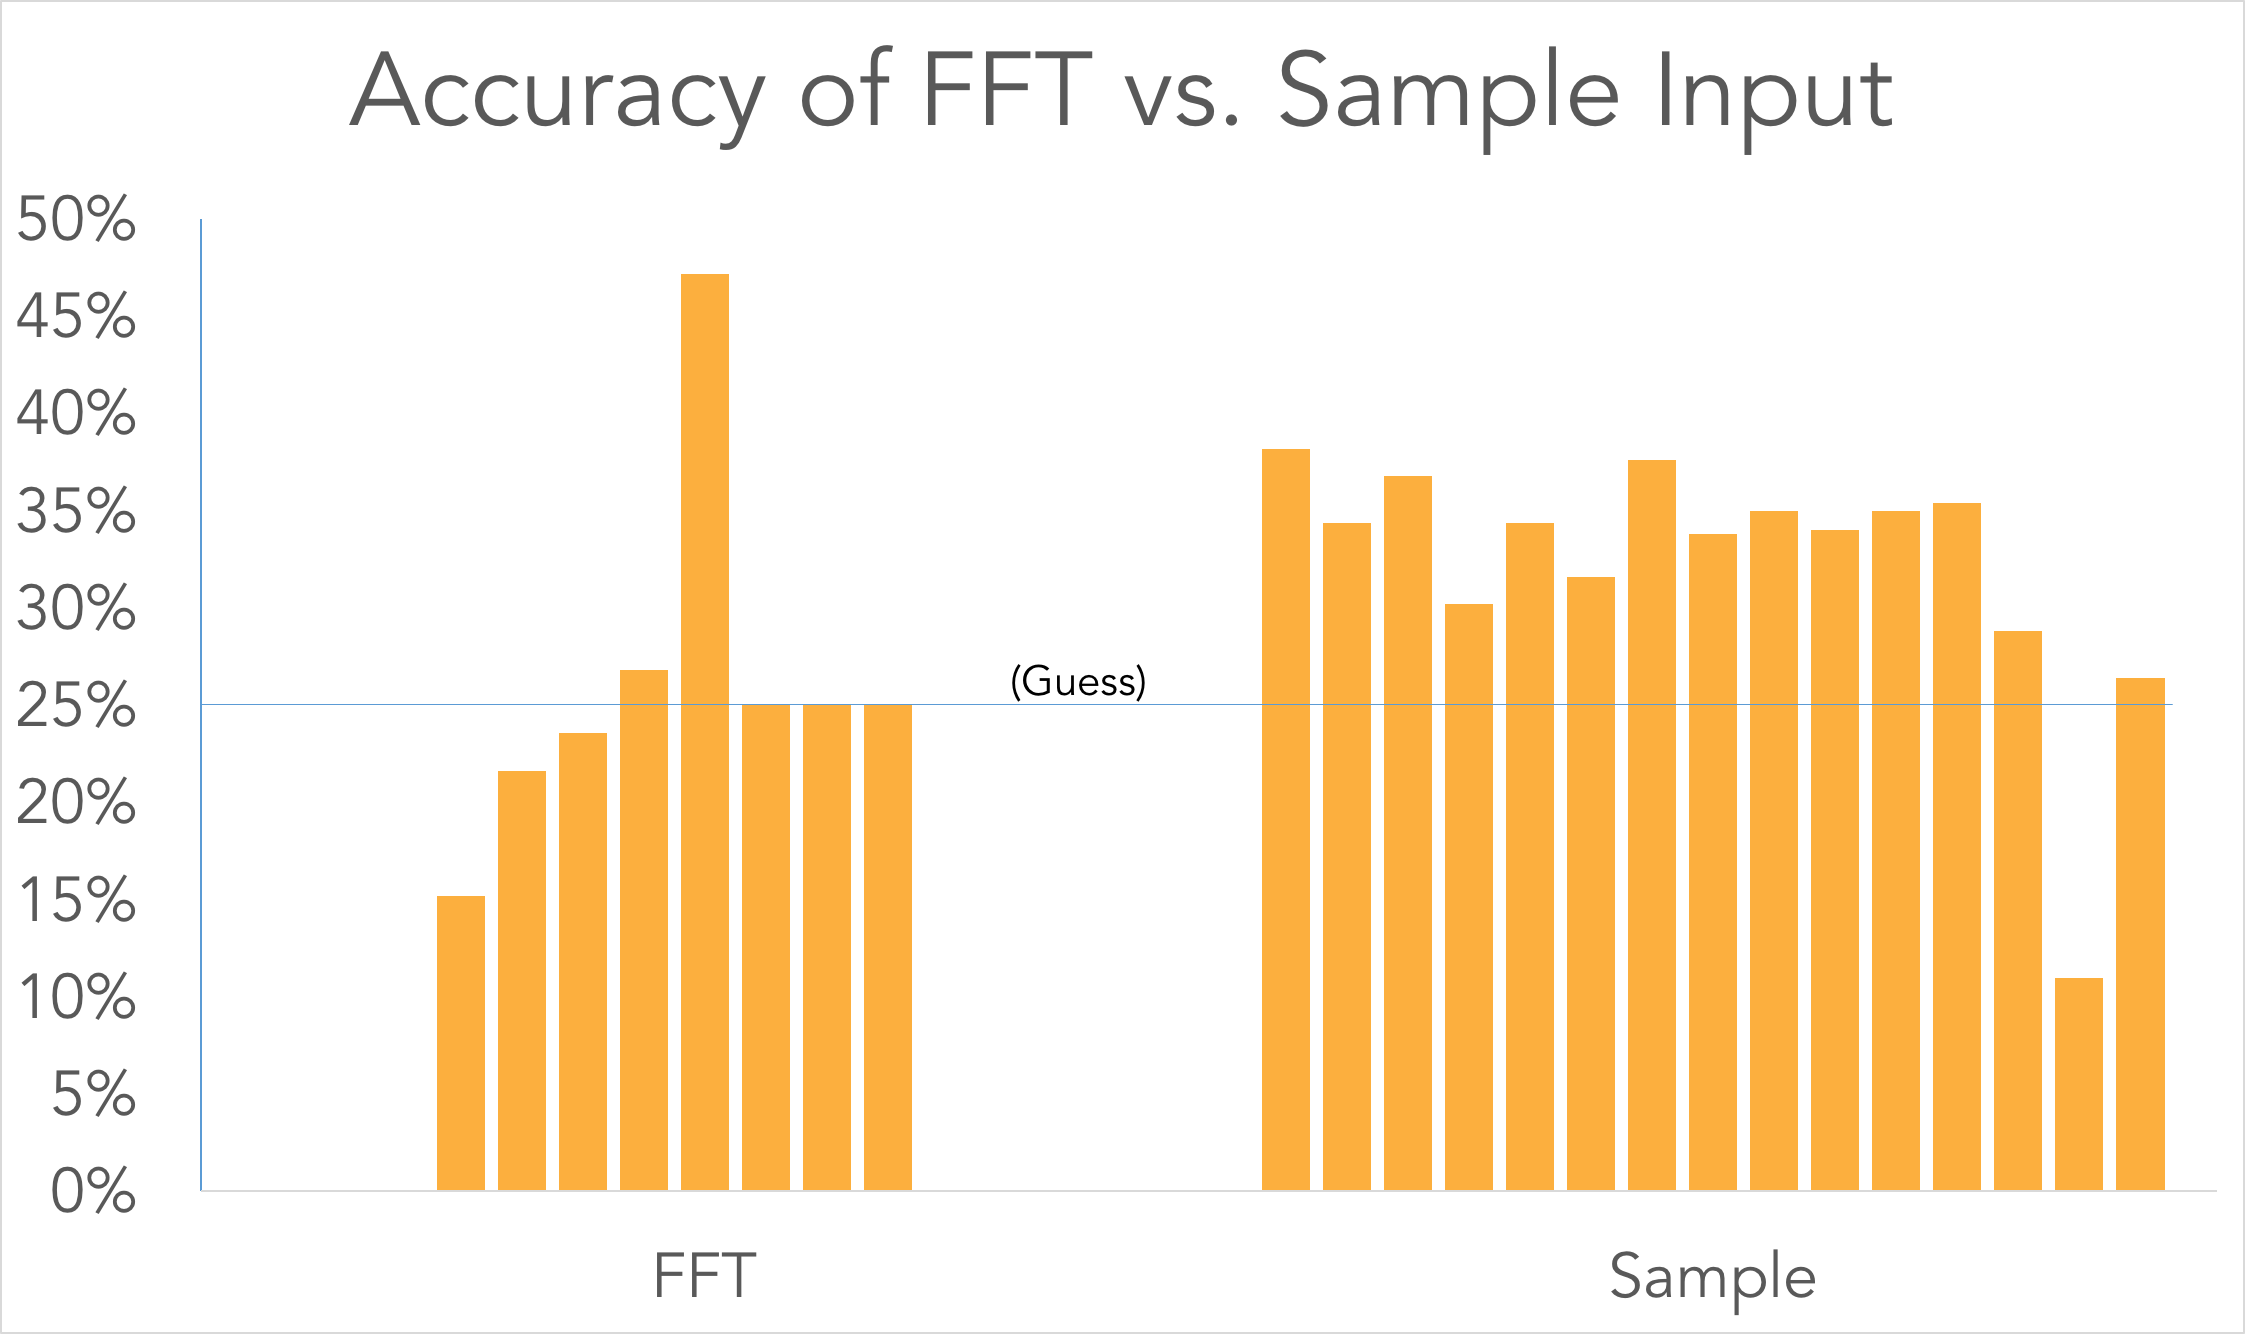 Accuracy of FFT vs. Sample Input
50%
45%
40%
35%
30%
25%
20%
15%
10%
5%
0%
(Guess)
FFT
Sample